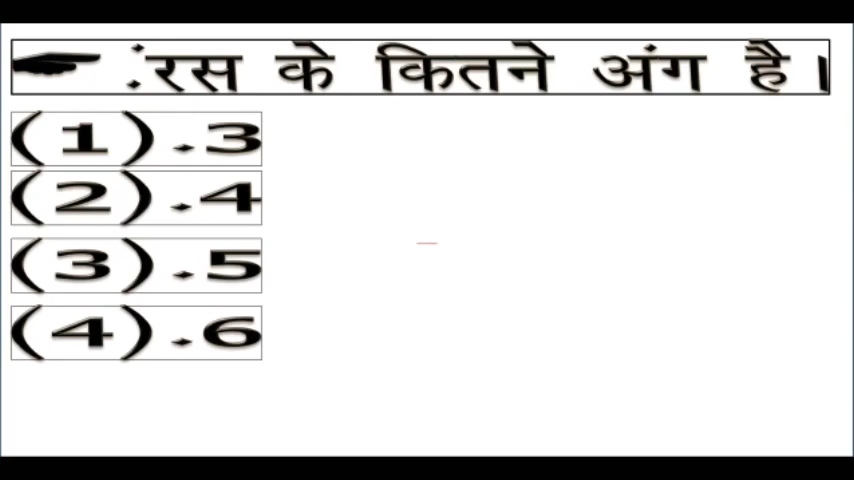 ☛ :ंरस के कितने अंग है।
(1).3
(2).4
(3).5
(4).6